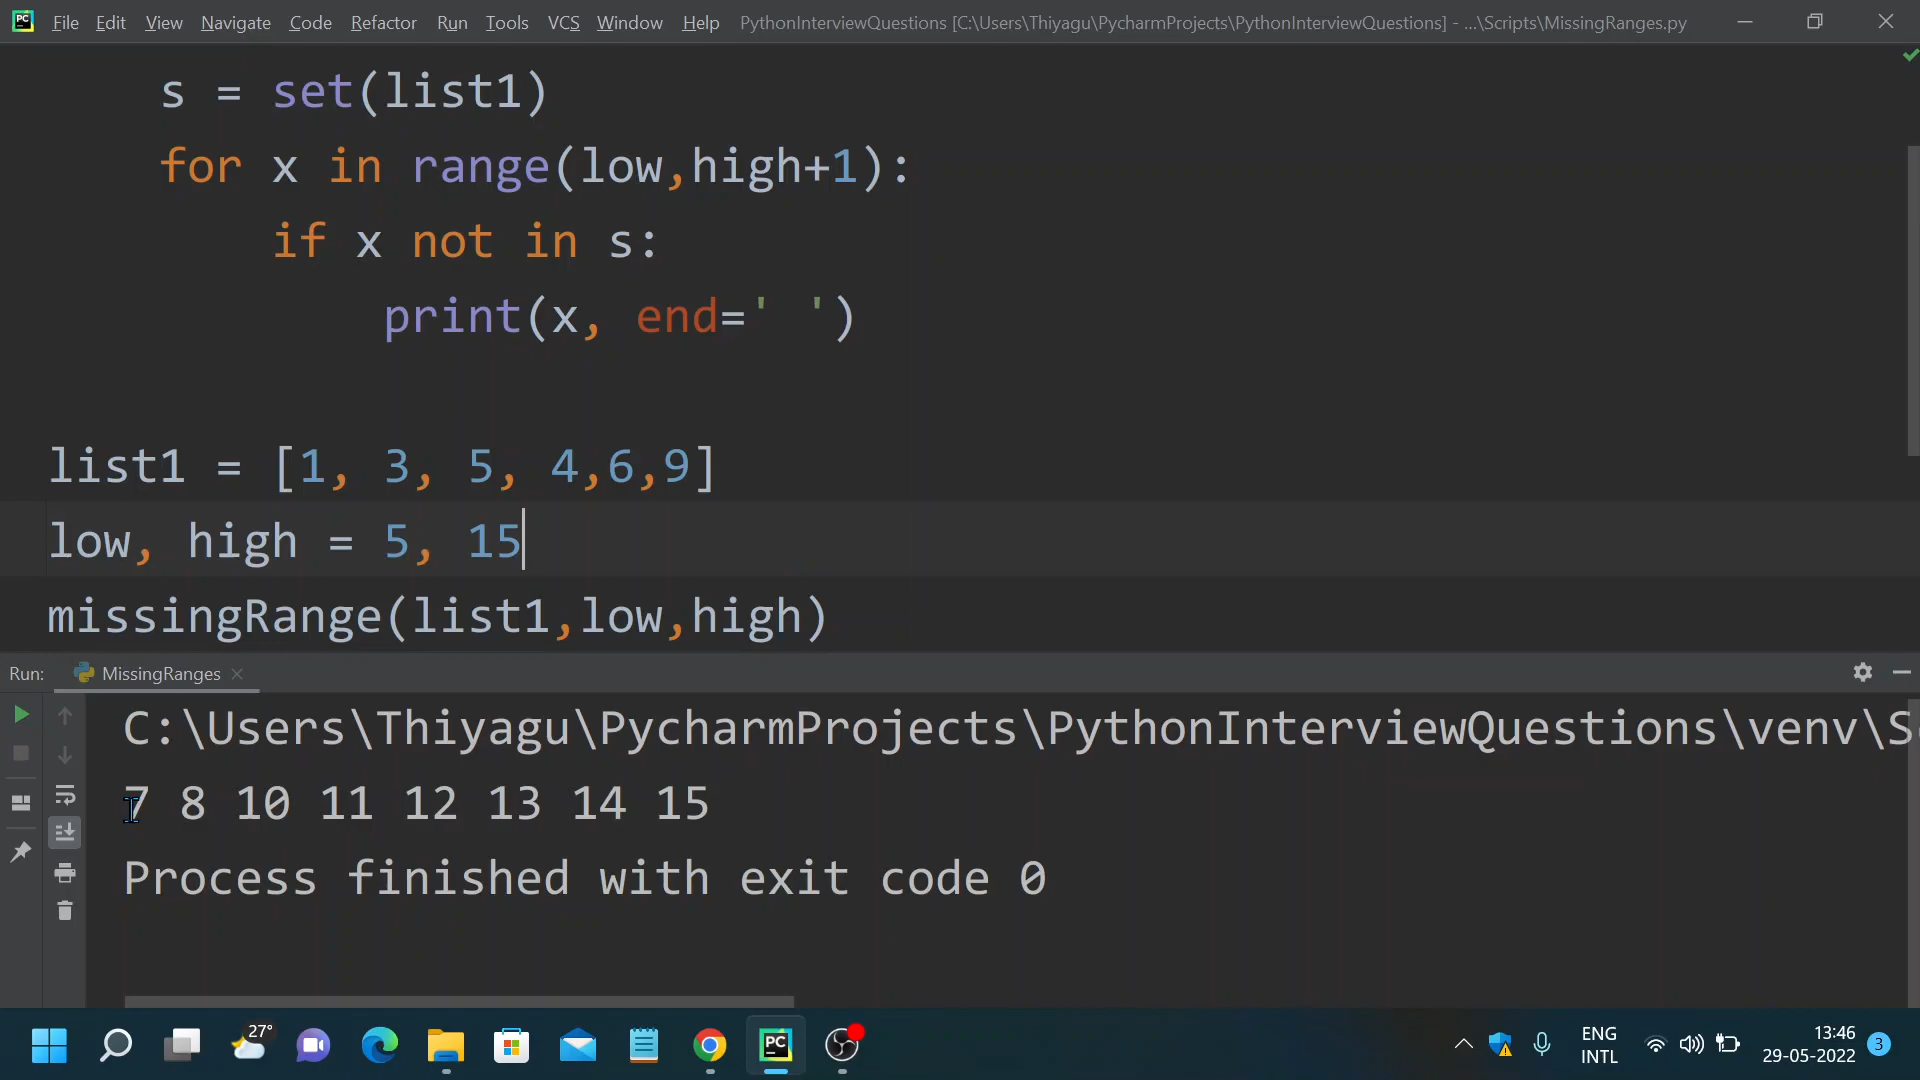 PC File Edit View Navigate Code Refactor Run Tools VCS Window Help PythonInterviewQuestions [C:\Users\Thiyagu\PycharmProjects\PythonInterviewQuestions] - ...\Scripts\MissingRanges.py
s = set(list1)
for x in range(low,high+1):
if x not in s:
print(x, end=' ')
list1 = [1, 3, 5, 4,6,9]
low, high = 5, 15
missingRange(list1,low,high)
Run: MissingRanges
C:\Users\Thiyagu\PycharmProjects\PythonInterviewQuestions\venv\S
7 8 10 11 12 13 14 15
Process finished with exit code 0
27° PC ENG 13:46
INTL 29-05-2022 3